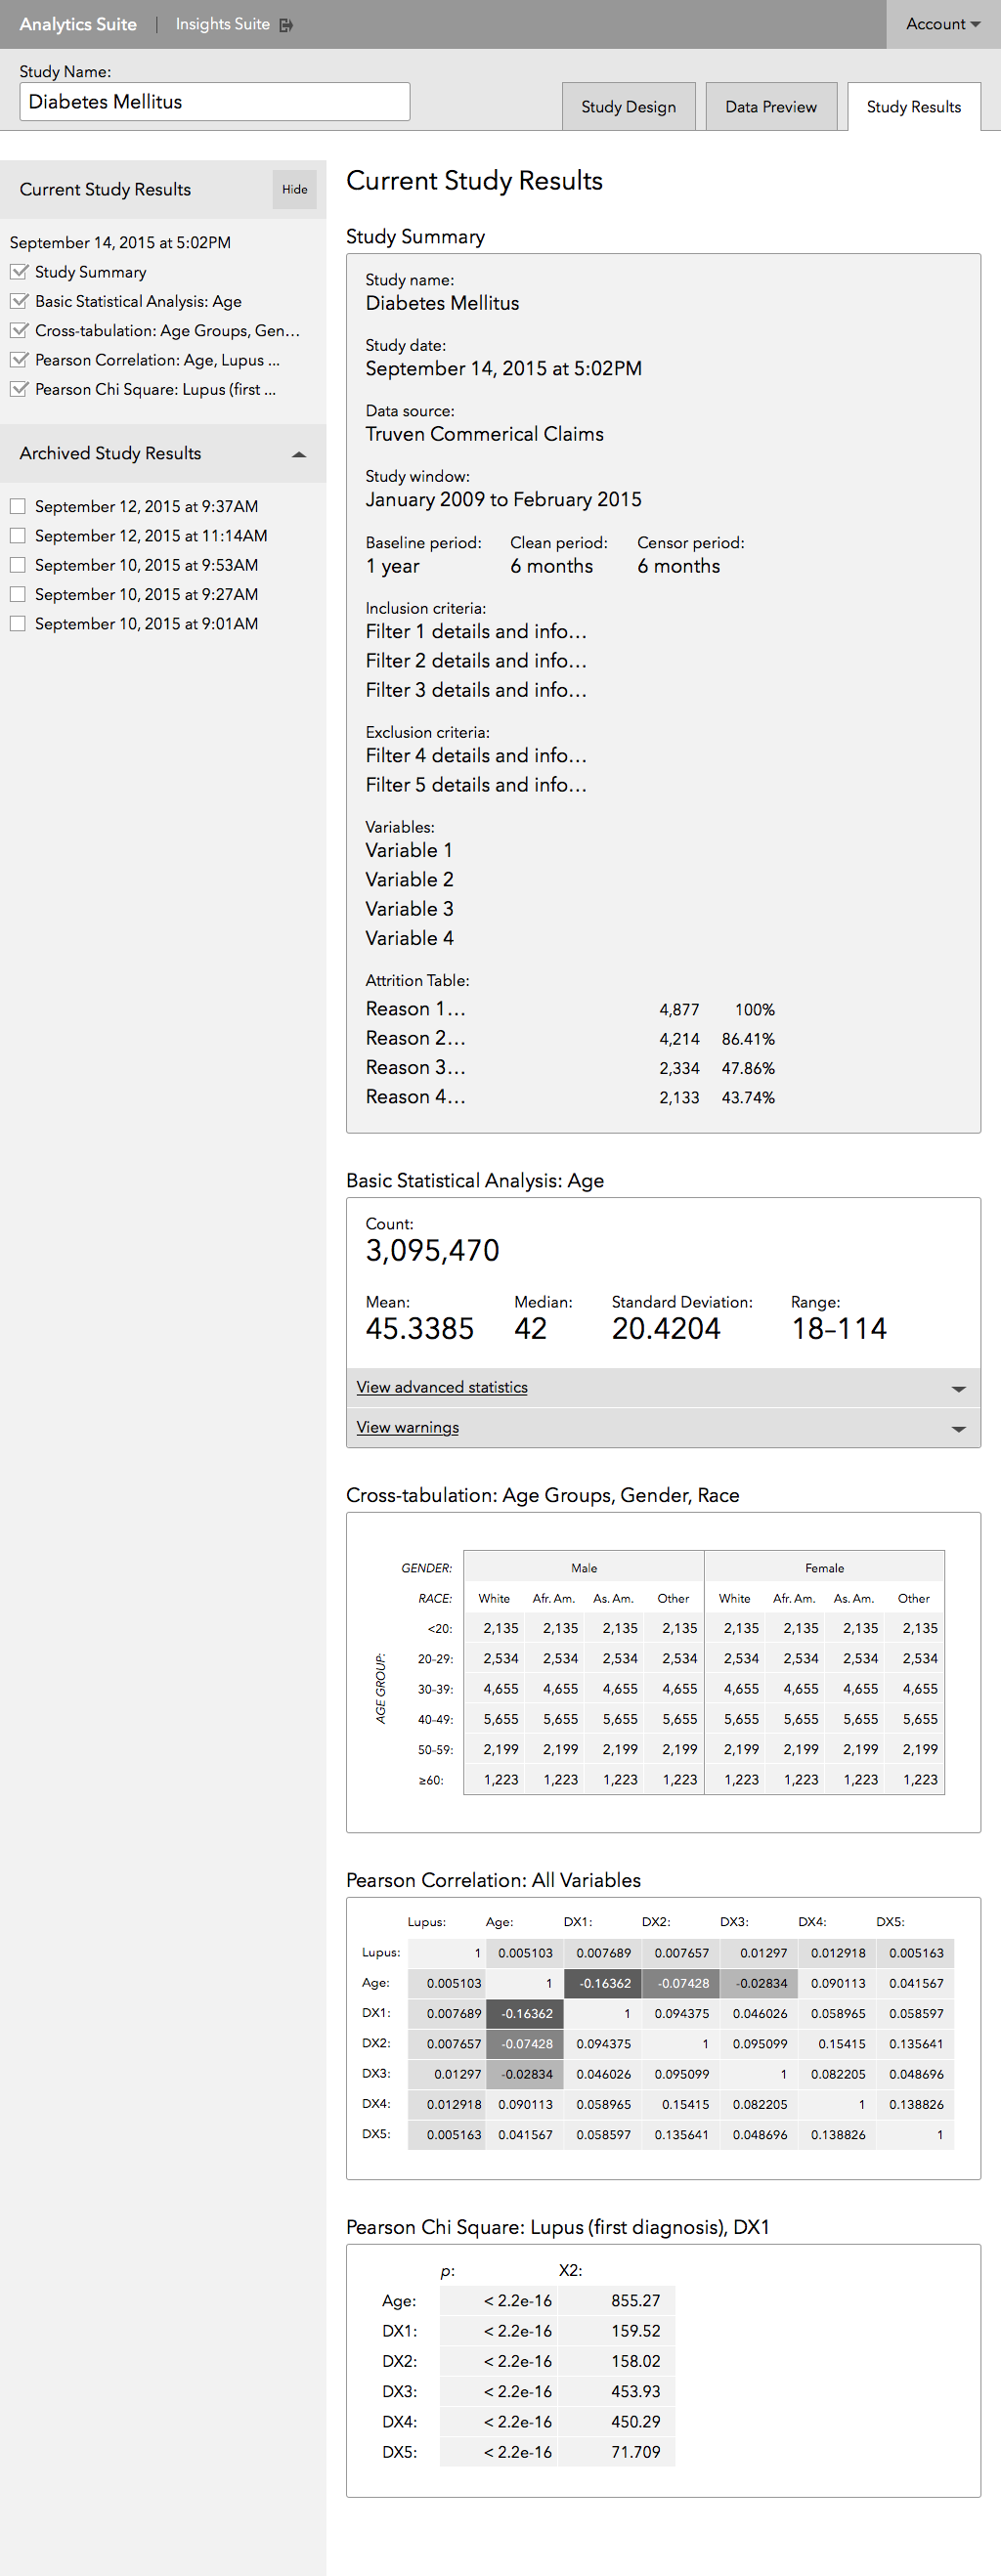 Analytics Suite | Insights Suite Account
Study Name:
Diabetes Mellitus
Study Design Data Preview Study Results
Current Study Results Hide
September 14, 2015 at 5:02PM
Study Summary
Basic Statistical Analysis: Age
Cross-tabulation: Age Groups, Gen...
Pearson Correlation: Age, Lupus ...
Pearson Chi Square: Lupus (first ...
Archived Study Results
September 12, 2015 at 9:37AM
September 12, 2015 at 11:14AM
September 10, 2015 at 9:53AM
September 10, 2015 at 9:27AM
September 10, 2015 at 9:01AM
Current Study Results
Study Summary
Study name:
Diabetes Mellitus
Study date:
September 14, 2015 at 5:02PM
Data source:
Truven Commerical Claims
Study window:
January 2009 to February 2015
Baseline period: Clean period: Censor period:
1 year 6 months 6 months
Inclusion criteria:
Filter 1 details and info...
Filter 2 details and info...
Filter 3 details and info...
Exclusion criteria:
Filter 4 details and info...
Filter 5 details and info...
Variables:
Variable 1
Variable 2
Variable 3
Variable 4
Attrition Table:
Reason 1... 4,877 100%
Reason 2... 4,214 86.41%
Reason 3... 2,334 47.86%
Reason 4... 2,133 43.74%
Basic Statistical Analysis: Age
Count:
3,095,470
Mean: Median: Standard Deviation: Range:
45.3385 42 20.4204 18–114
View advanced statistics
View warnings
Cross-tabulation: Age Groups, Gender, Race
GENDER: Male Female
RACE: White Afr. Am. As. Am. Other White Afr. Am. As. Am. Other
AGE GROUP:
<20: 2,135 2,135 2,135 2,135 2,135 2,135 2,135 2,135
20-29: 2,534 2,534 2,534 2,534 2,534 2,534 2,534 2,534
30-39: 4,655 4,655 4,655 4,655 4,655 4,655 4,655 4,655
40-49: 5,655 5,655 5,655 5,655 5,655 5,655 5,655 5,655
50-59: 2,199 2,199 2,199 2,199 2,199 2,199 2,199 2,199
≥60: 1,223 1,223 1,223 1,223 1,223 1,223 1,223 1,223
Pearson Correlation: All Variables
Lupus: Age: DX1: DX2: DX3: DX4: DX5:
Lupus: 1 0.005103 0.007689 0.007657 0.01297 0.012918 0.005163
Age: 0.005103 1 -0.16362 -0.07428 -0.02834 0.090113 0.041567
DX1: 0.007689 -0.16362 1 0.094375 0.046026 0.058965 0.058597
DX2: 0.007657 -0.07428 0.094375 1 0.095099 0.15415 0.135641
DX3: 0.01297 -0.02834 0.046026 0.095099 1 0.082205 0.048696
DX4: 0.012918 0.090113 0.058965 0.15415 0.082205 1 0.138826
DX5: 0.005163 0.041567 0.058597 0.135641 0.048696 0.138826 1
Pearson Chi Square: Lupus (first diagnosis), DX1
p: X2:
Age: < 2.2e-16 855.27
DX1: < 2.2e-16 159.52
DX2: < 2.2e-16 158.02
DX3: < 2.2e-16 453.93
DX4: < 2.2e-16 450.29
DX5: < 2.2e-16 71.709